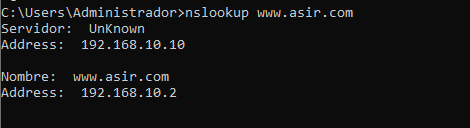 C:\Users\Administrador>nslookup www.asir.com
Servidor:  UnKnown
Address:  192.168.10.10

Nombre:  www.asir.com
Address:  192.168.10.2